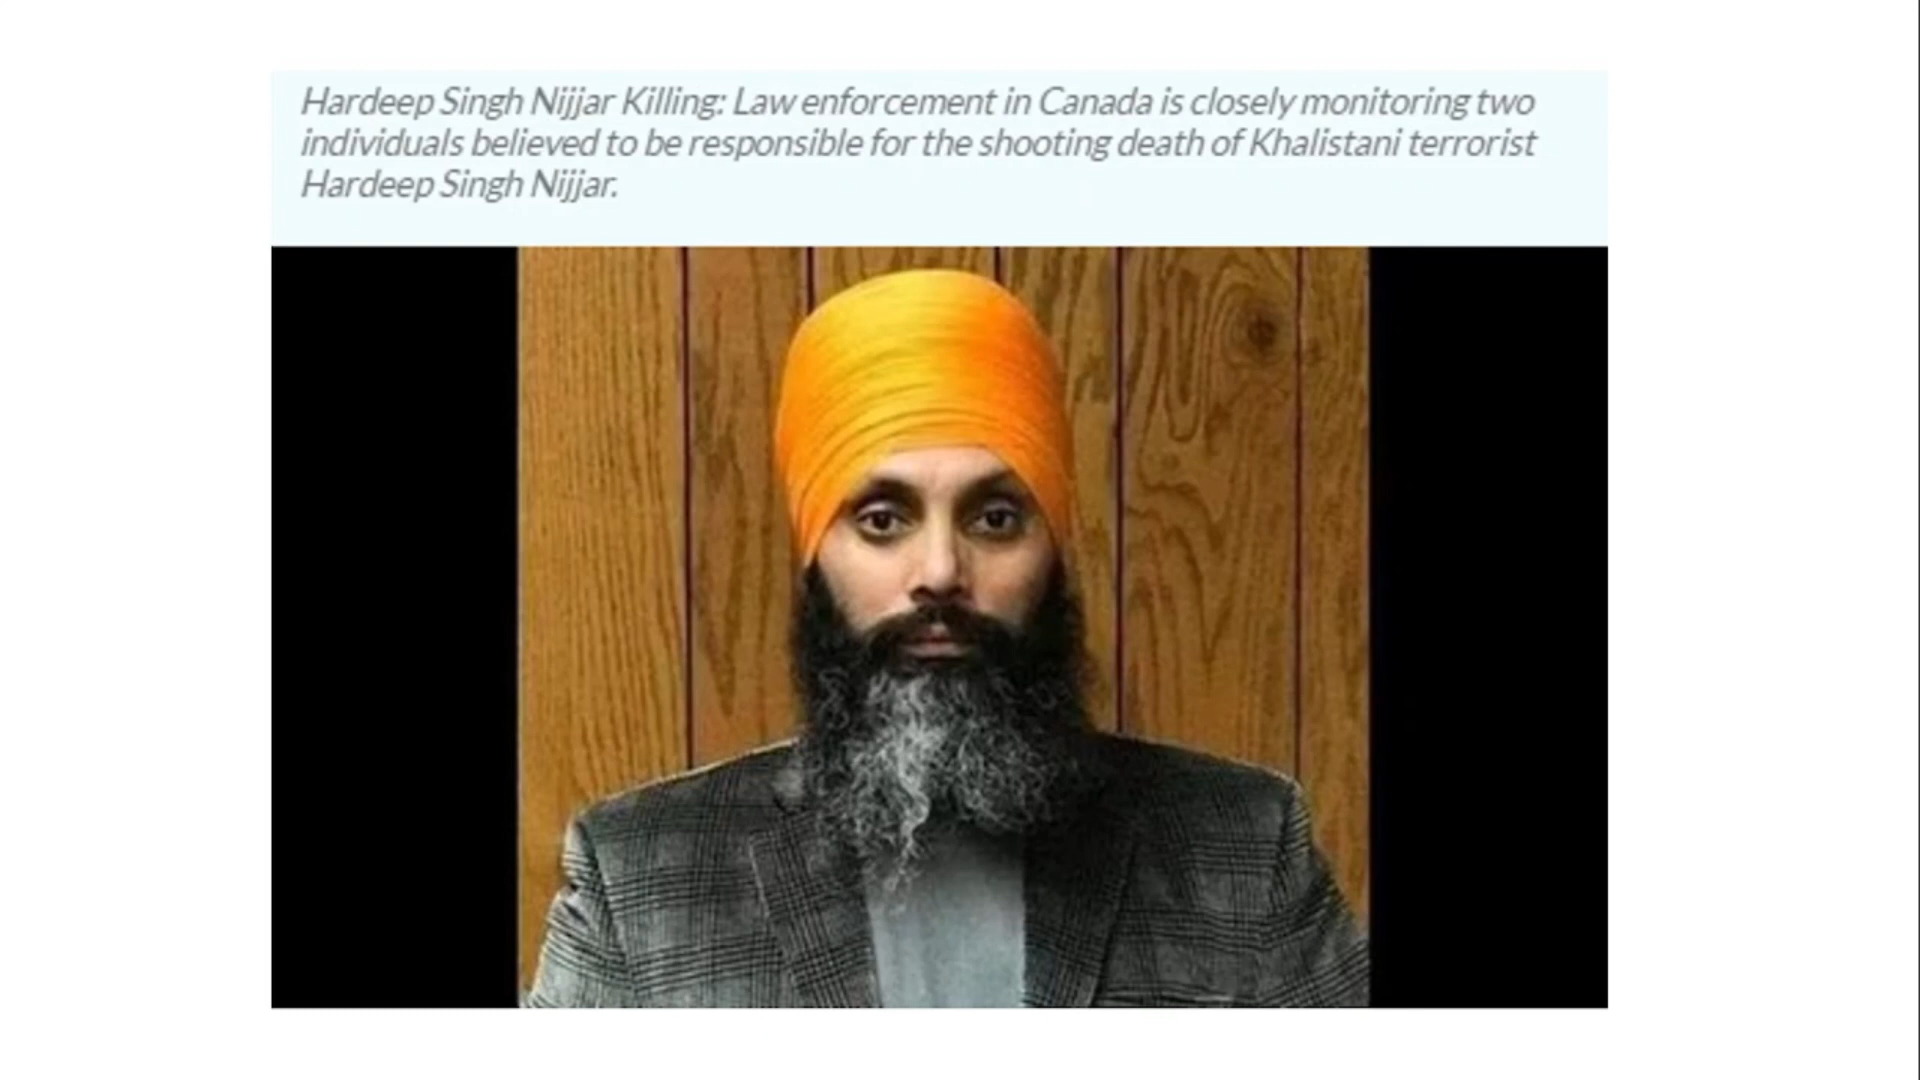 Hardeep Singh Nijjar Killing: Law enforcement in Canada is closely monitoring two
individuals believed to be responsible for the shooting death of Khalistani terrorist
Hardeep Singh Nijjar.